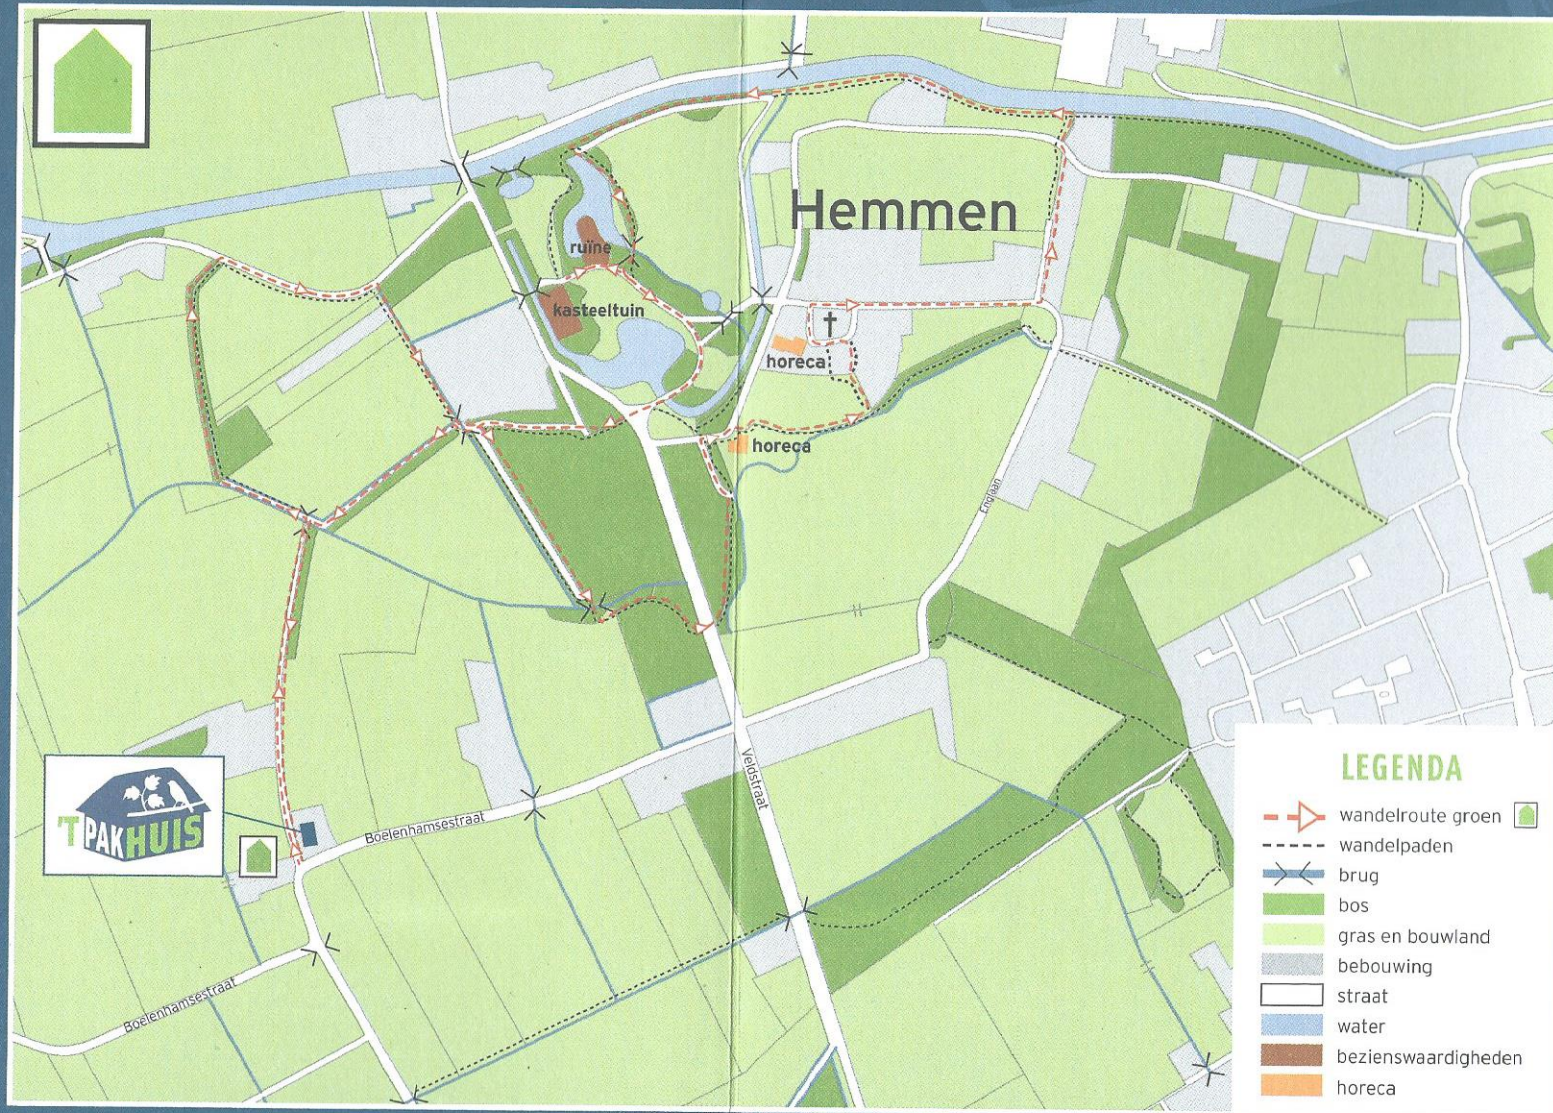 Hemmen
ruïne
kasteeltuin
horeca
horeca
Englaan
Veldstraat
Boelenhamsestraat
Boelenhamsestraat
'T PAKHUIS
LEGENDA
wandelroute groen
wandelpaden
brug
bos
gras en bouwland
bebouwing
straat
water
bezienswaardigheden
horeca